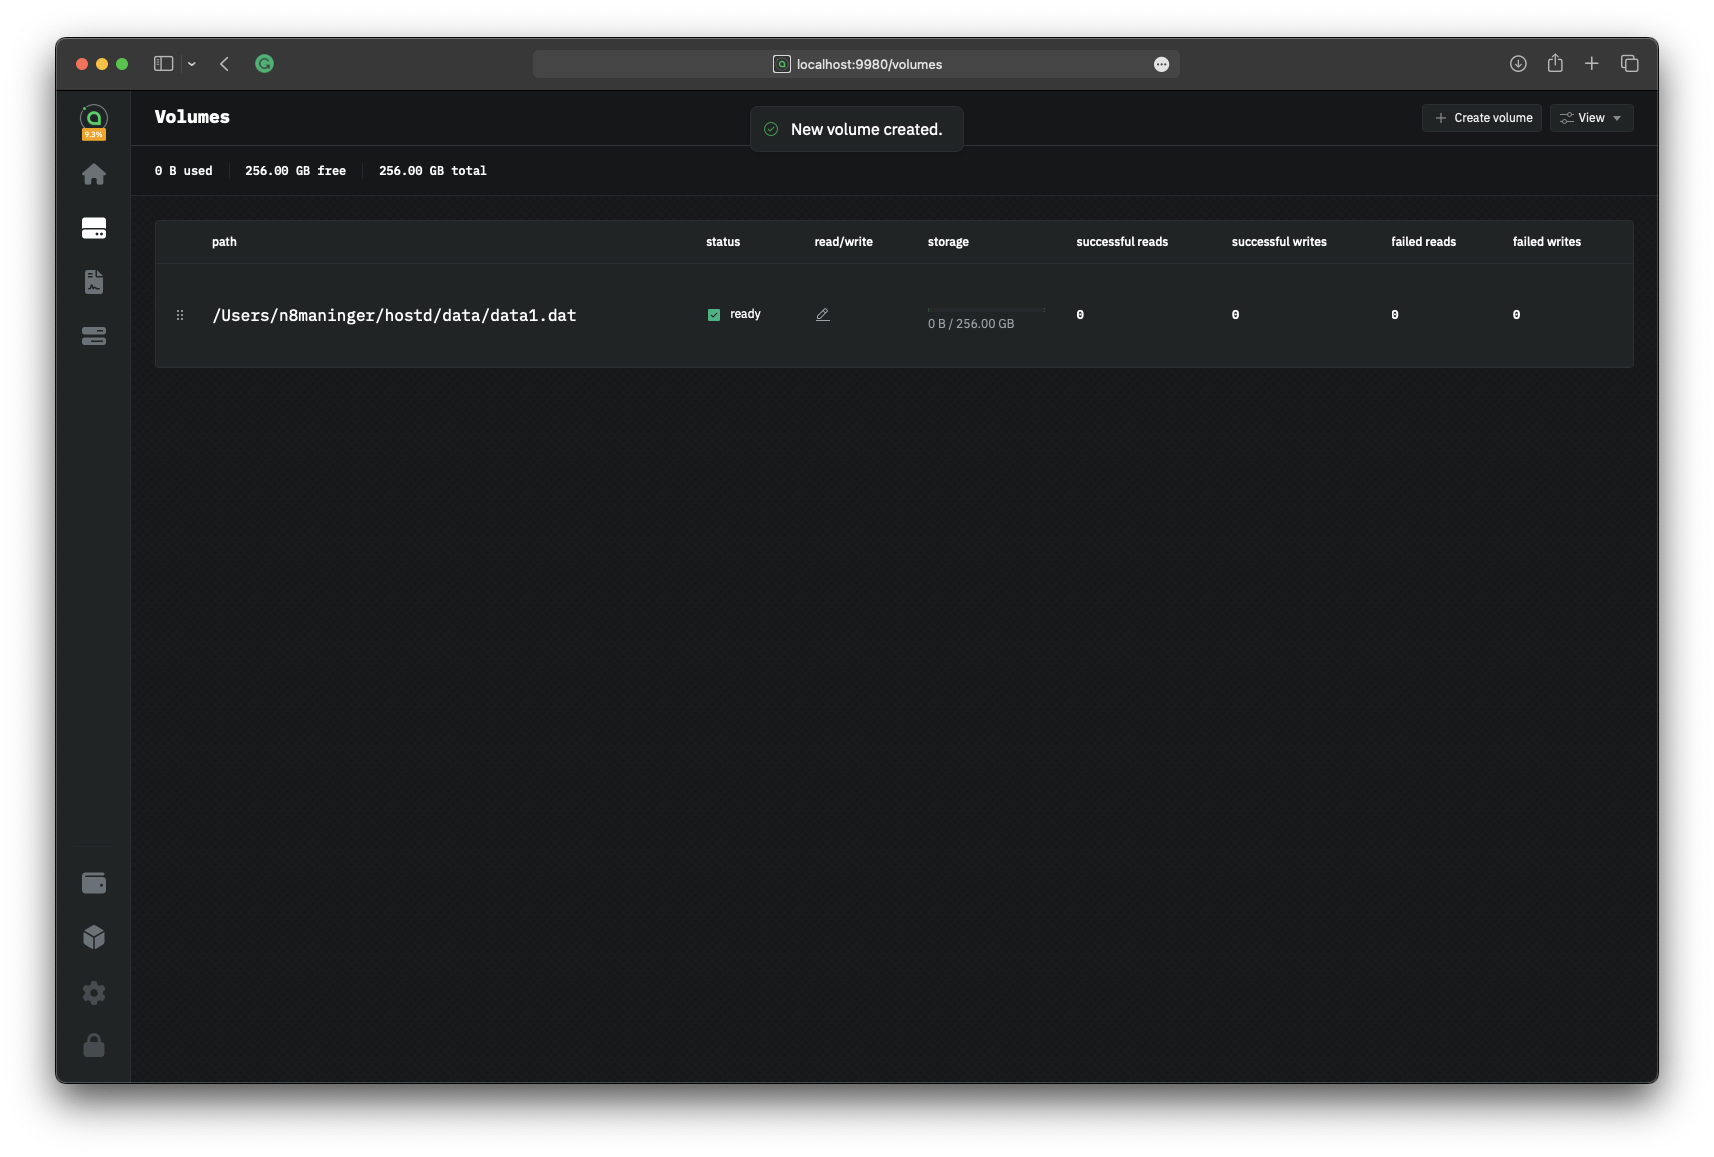 localhost:9980/volumes
9.3%
Volumes
New volume created.
Create volume
View
0 B used
256.00 GB free
256.00 GB total
path status read/write storage successful reads successful writes failed reads failed writes
/Users/n8maninger/hostd/data/data1.dat ready 0 B / 256.00 GB 0 0 0 0